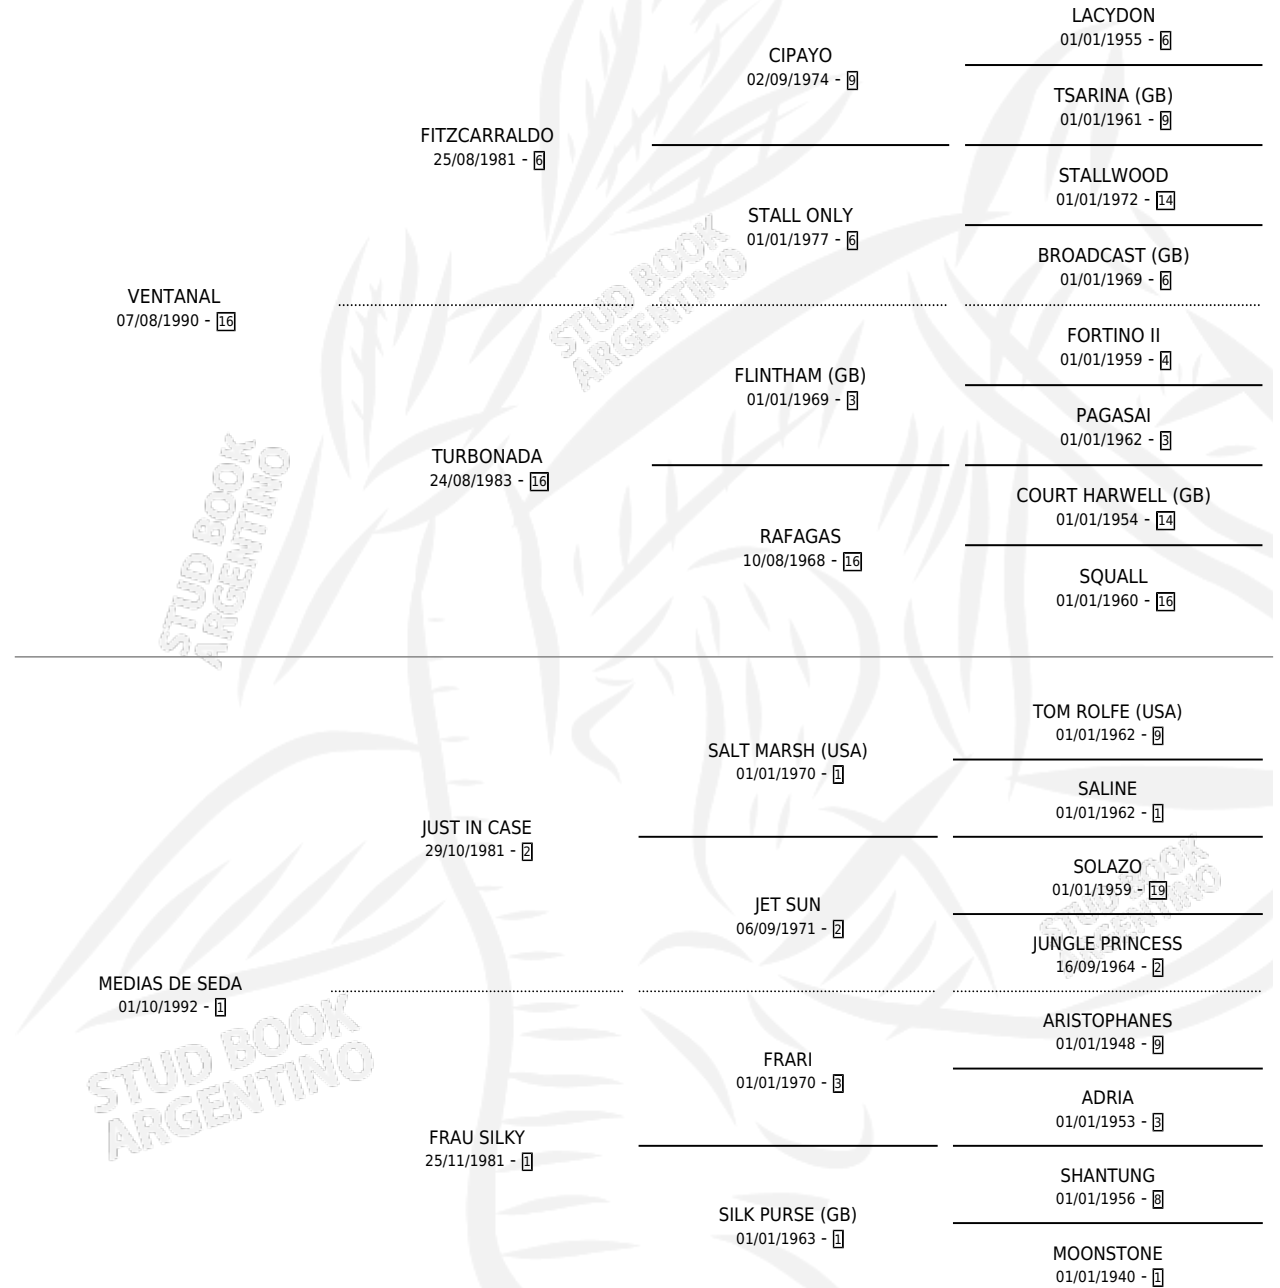 LACYDON
01/01/1955 - 6
CIPAYO
02/09/1974 - 9
TSARINA (GB)
01/01/1961 - 9
FITZCARRALDO
25/08/1981 - 6
STALLWOOD
01/01/1972 - 14
STALL ONLY
01/01/1977 - 6
BROADCAST (GB)
01/01/1969 - 6
VENTANAL
07/08/1990 - 16
STUD BOOK
ARGENTINO
FORTINO II
01/01/1959 - 4
FLINTHAM (GB)
01/01/1969 - 3
PAGASAI
01/01/1962 - 3
TURBONADA
24/08/1983 - 16
COURT HARWELL (GB)
01/01/1954 - 14
RAFAGAS
10/08/1968 - 16
SQUALL
01/01/1960 - 16
STUD BOOK
ARGENTINO
TOM ROLFE (USA)
01/01/1962 - 9
SALT MARSH (USA)
01/01/1970 - 1
SALINE
01/01/1962 - 1
JUST IN CASE
29/10/1981 - 2
SOLAZO
01/01/1959 - 19
JET SUN
06/09/1971 - 2
JUNGLE PRINCESS
16/09/1964 - 2
STUD BOOK
ARGENTINO
MEDIAS DE SEDA
01/10/1992 - 1
STUD BOOK
ARGENTINO
ARISTOPHANES
01/01/1948 - 9
FRARI
01/01/1970 - 3
ADRIA
01/01/1953 - 3
FRAU SILKY
25/11/1981 - 1
SHANTUNG
01/01/1956 - 8
SILK PURSE (GB)
01/01/1963 - 1
MOONSTONE
01/01/1940 - 1